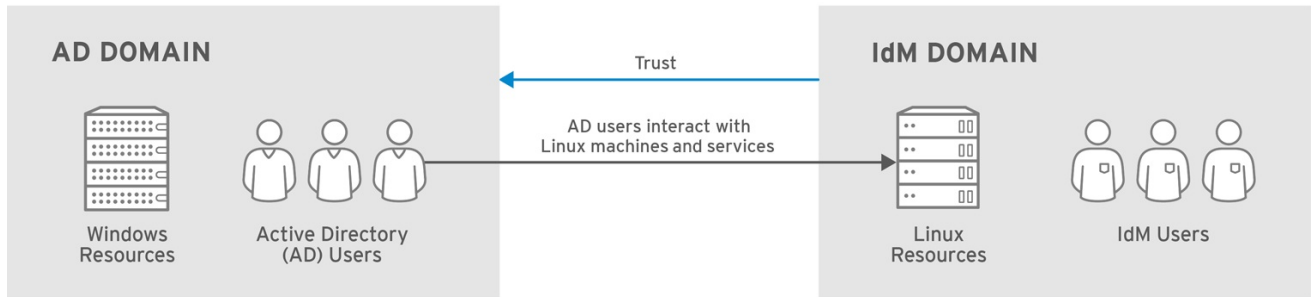 AD DOMAIN
IdM DOMAIN
Trust
AD users interact with
Linux machines and services
Windows
Resources
Active Directory
(AD) Users
Linux
Resources
IdM Users